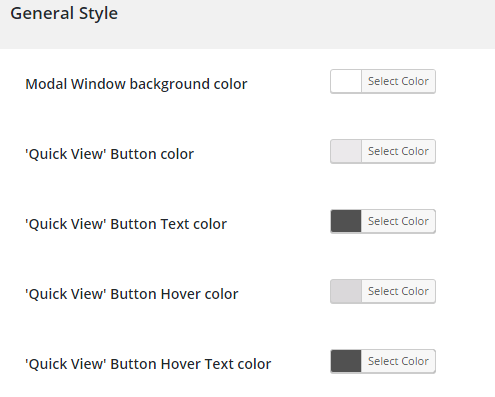 General Style
Modal Window background color Select Color
'Quick View' Button color Select Color
'Quick View' Button Text color Select Color
'Quick View' Button Hover color Select Color
'Quick View' Button Hover Text color Select Color